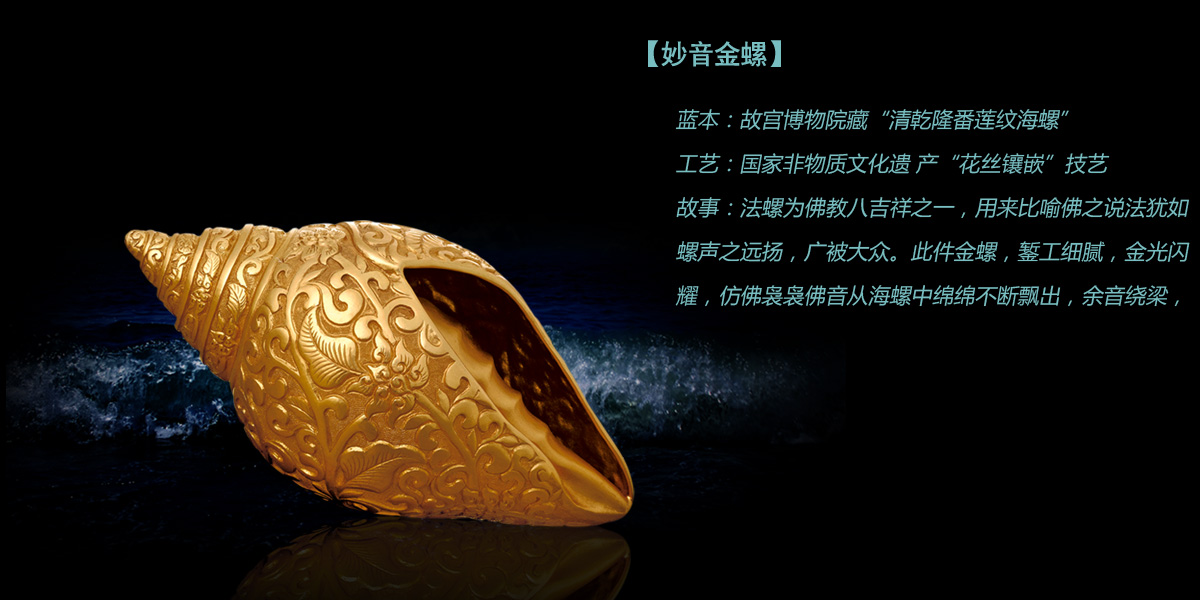 【妙音金螺】
蓝本：故宫博物院藏“清乾隆番莲纹海螺”
工艺：国家非物质文化遗 产“花丝镶嵌”技艺
故事：法螺为佛教八吉祥之一，用来比喻佛之说法犹如
螺声之远扬，广被大众。此件金螺，錾工细腻，金光闪
耀，仿佛袅袅佛音从海螺中绵绵不断飘出，余音绕梁，